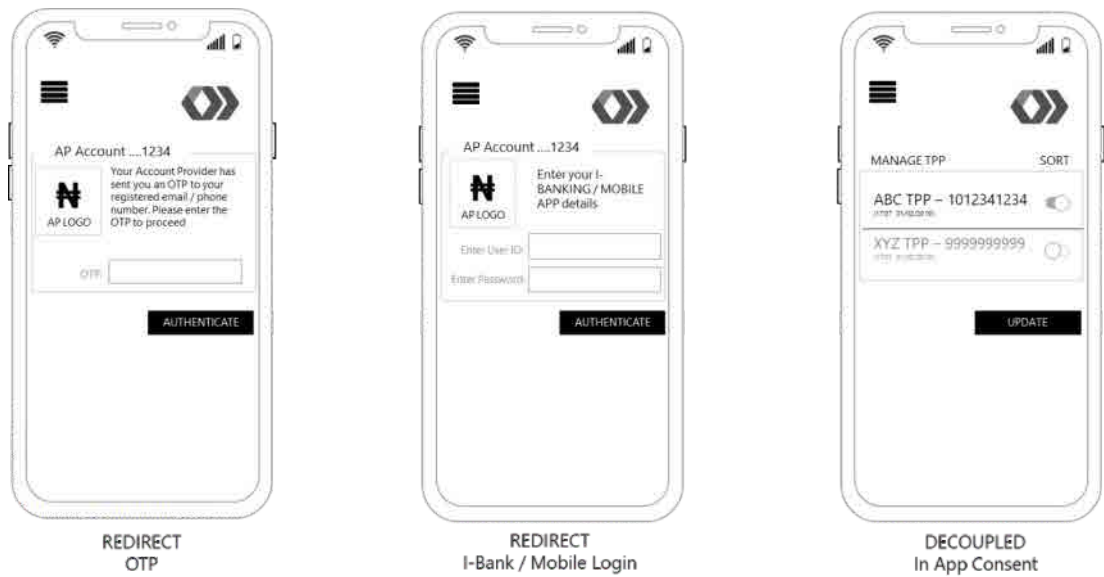 AP Account ....1234
₦
AP LOGO
Your Account Provider has
sent you an OTP to your
registered email / phone
number. Please enter the
OTP to proceed
OTP:
AUTHENTICATE
REDIRECT
OTP
AP Account ....1234
₦
AP LOGO
Enter your I-
BANKING / MOBILE
APP details
Enter User ID:
Enter Password:
AUTHENTICATE
REDIRECT
I-Bank / Mobile Login
MANAGE TPP
SORT
ABC TPP – 1012341234
XYZ TPP – 9999999999
UPDATE
DECOUPLED
In App Consent